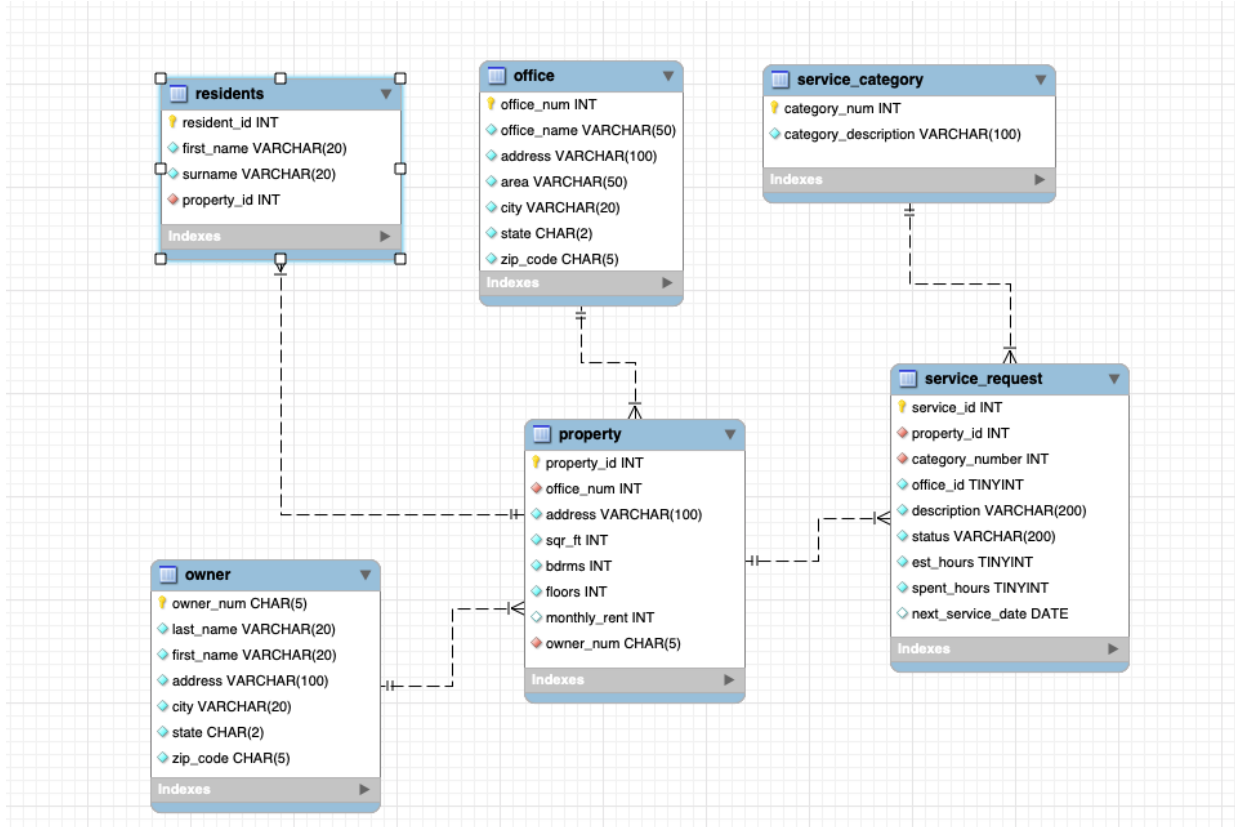 residents
resident_id INT
first_name VARCHAR(20)
surname VARCHAR(20)
property_id INT
Indexes
office
office_num INT
office_name VARCHAR(50)
address VARCHAR(100)
area VARCHAR(50)
city VARCHAR(20)
state CHAR(2)
zip_code CHAR(5)
Indexes
service_category
category_num INT
category_description VARCHAR(100)
Indexes
property
property_id INT
office_num INT
address VARCHAR(100)
sqr_ft INT
bdrms INT
floors INT
monthly_rent INT
owner_num CHAR(5)
Indexes
service_request
service_id INT
property_id INT
category_number INT
office_id TINYINT
description VARCHAR(200)
status VARCHAR(200)
est_hours TINYINT
spent_hours TINYINT
next_service_date DATE
Indexes
owner
owner_num CHAR(5)
last_name VARCHAR(20)
first_name VARCHAR(20)
address VARCHAR(100)
city VARCHAR(20)
state CHAR(2)
zip_code CHAR(5)
Indexes